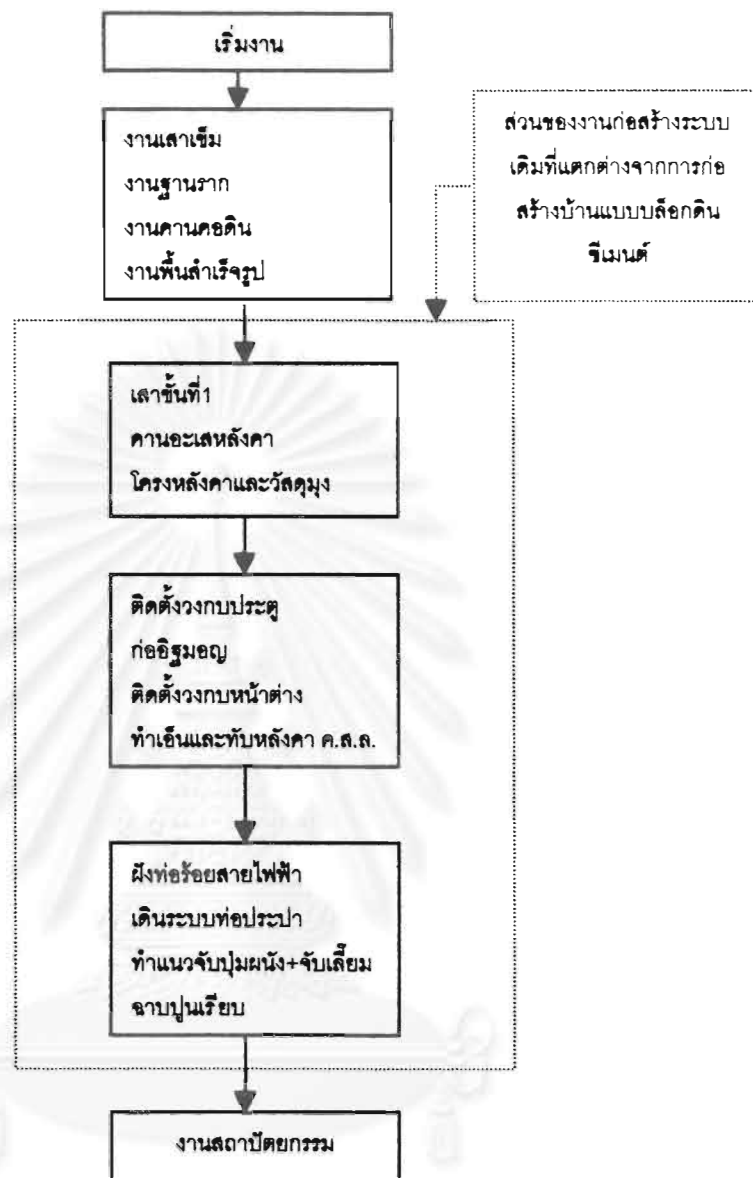 เริ่มงาน
งานเสาเข็ม
งานฐานราก
งานคานคอดิน
งานพื้นสำเร็จรูป
ส่วนของงานก่อสร้างระบบ
เดิมที่แตกต่างจากการก่อ
สร้างบ้านแบบบล็อกดิน
ซีเมนต์
เสาชั้นที่1
คานอะเสหลังคา
โครงหลังคาและวัสดุมุง
ติดตั้งวงกบประตู
ก่ออิฐมอญ
ติดตั้งวงกบหน้าต่าง
ทำเอ็นและทับหลังคา ค.ส.ล.
ฝังท่อร้อยสายไฟฟ้า
เดินระบบท่อประปา
ทำแนวจับปุ่มผนัง+จับเลี๊ยม
ฉาบปูนเรียบ
งานสถาปัตยกรรม